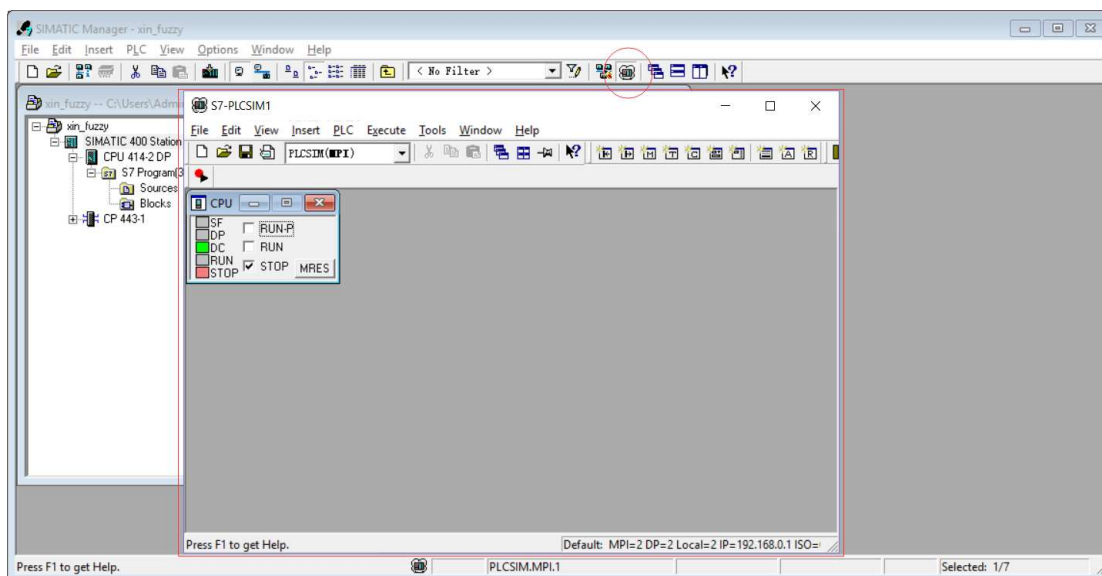 SIMATIC Manager - xin_fuzzy
File Edit Insert PLC View Options Window Help
< No Filter >
xin_fuzzy -- C:\Users\Admi
xin_fuzzy
SIMATIC 400 Station
CPU 414-2 DP
S7 Program(3
Sources
Blocks
CP 443-1
S7-PLCSIM1
File Edit View Insert PLC Execute Tools Window Help
PLCSIM(MPI)
CPU
SF
DP
DC
RUN
STOP
RUN-P
RUN
STOP
MRES
Press F1 to get Help.
Default: MPI=2 DP=2 Local=2 IP=192.168.0.1 ISO=
Press F1 to get Help.
PLCSIM.MPI.1
Selected: 1/7